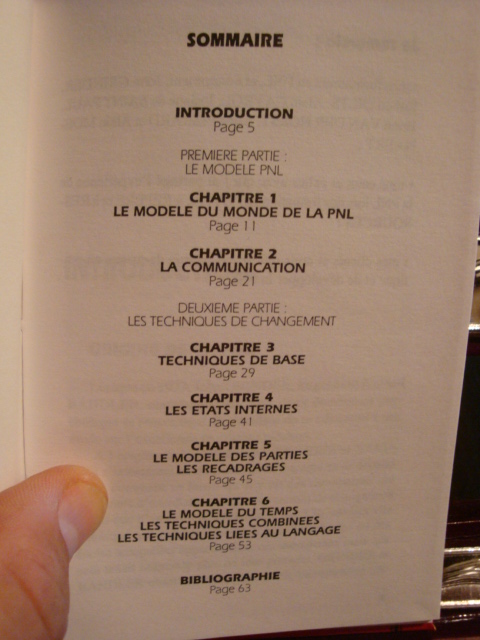 SOMMAIRE
INTRODUCTION
Page 5
PREMIERE PARTIE :
LE MODELE PNL
CHAPITRE 1
LE MODELE DU MONDE DE LA PNL
Page 11
CHAPITRE 2
LA COMMUNICATION
Page 21
DEUXIEME PARTIE :
LES TECHNIQUES DE CHANGEMENT
CHAPITRE 3
TECHNIQUES DE BASE
Page 29
CHAPITRE 4
LES ETATS INTERNES
Page 41
CHAPITRE 5
LE MODELE DES PARTIES
LES RECADRAGES
Page 45
CHAPITRE 6
LE MODELE DU TEMPS
LES TECHNIQUES COMBINEES
LES TECHNIQUES LIEES AU LANGAGE
Page 53
BIBLIOGRAPHIE
Page 63